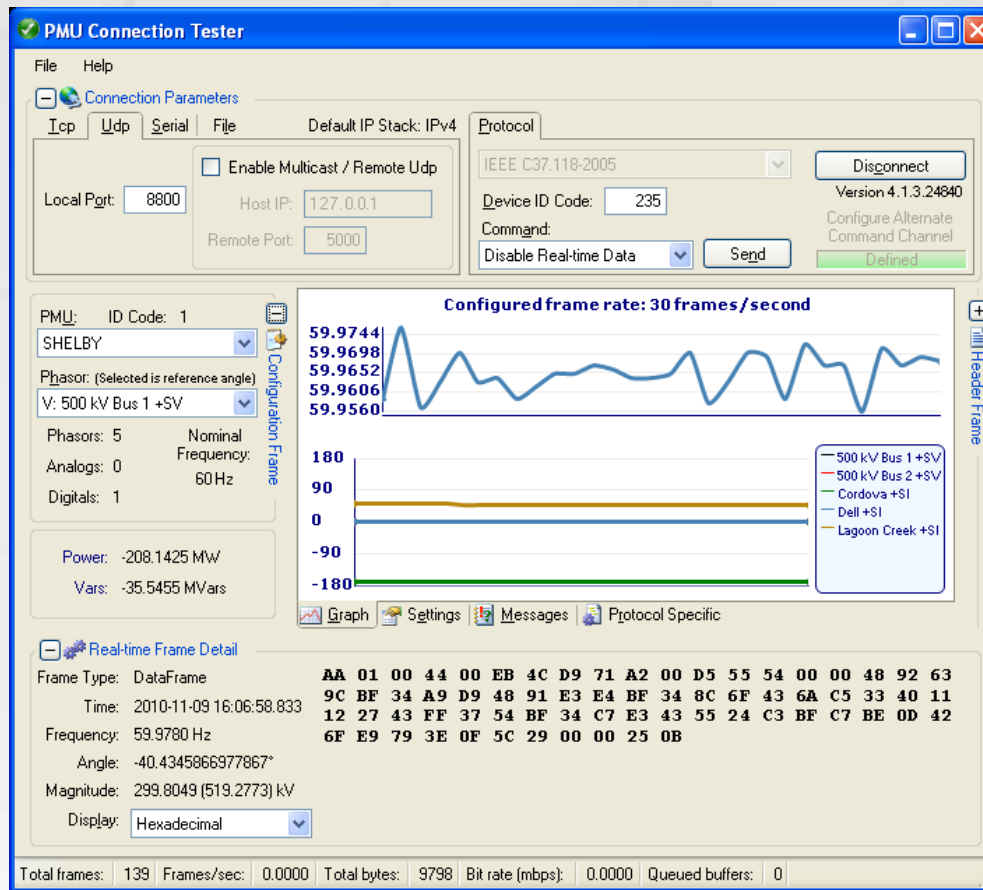 PMU Connection Tester
File Help
Connection Parameters
Tcp Udp Serial File Default IP Stack: IPv4
Local Port: 8800
Enable Multicast / Remote Udp
Host IP: 127.0.0.1
Remote Port: 5000
Protocol
IEEE C37.118-2005
Device ID Code: 235
Command:
Disable Real-time Data
Send
Disconnect
Version 4.1.3.24840
Configure Alternate
Command Channel
Defined
PMU: ID Code: 1
SHELBY
Phasor: (Selected is reference angle)
V: 500 kV Bus 1 +SV
Phasors: 5
Analogs: 0
Digitals: 1
Nominal
Frequency:
60 Hz
Configuration Frame
Power: -208.1425 MW
Vars: -35.5455 MVars
Configured frame rate: 30 frames/second
59.9744
59.9698
59.9652
59.9606
59.9560
180
90
0
-90
-180
500 kV Bus 1 +SV
500 kV Bus 2 +SV
Cordova +SI
Dell +SI
Lagoon Creek +SI
Header Frame
Graph Settings Messages Protocol Specific
Real-time Frame Detail
Frame Type: DataFrame
Time: 2010-11-09 16:06:58.833
Frequency: 59.9780 Hz
Angle: -40.4345866977867°
Magnitude: 299.8049 (519.2773) kV
Display: Hexadecimal
AA 01 00 44 00 EB 4C D9 71 A2 00 D5 55 54 00 00 48 92 63
9C BF 34 A9 D9 48 91 E3 E4 BF 34 8C 6F 43 6A C5 33 40 11
12 27 43 FF 37 54 BF 34 C7 E3 43 55 24 C3 BF C7 BE 0D 42
6F E9 79 3E 0F 5C 29 00 00 25 0B
Total frames: 139 Frames/sec: 0.0000 Total bytes: 9798 Bit rate (mbps): 0.0000 Queued buffers: 0